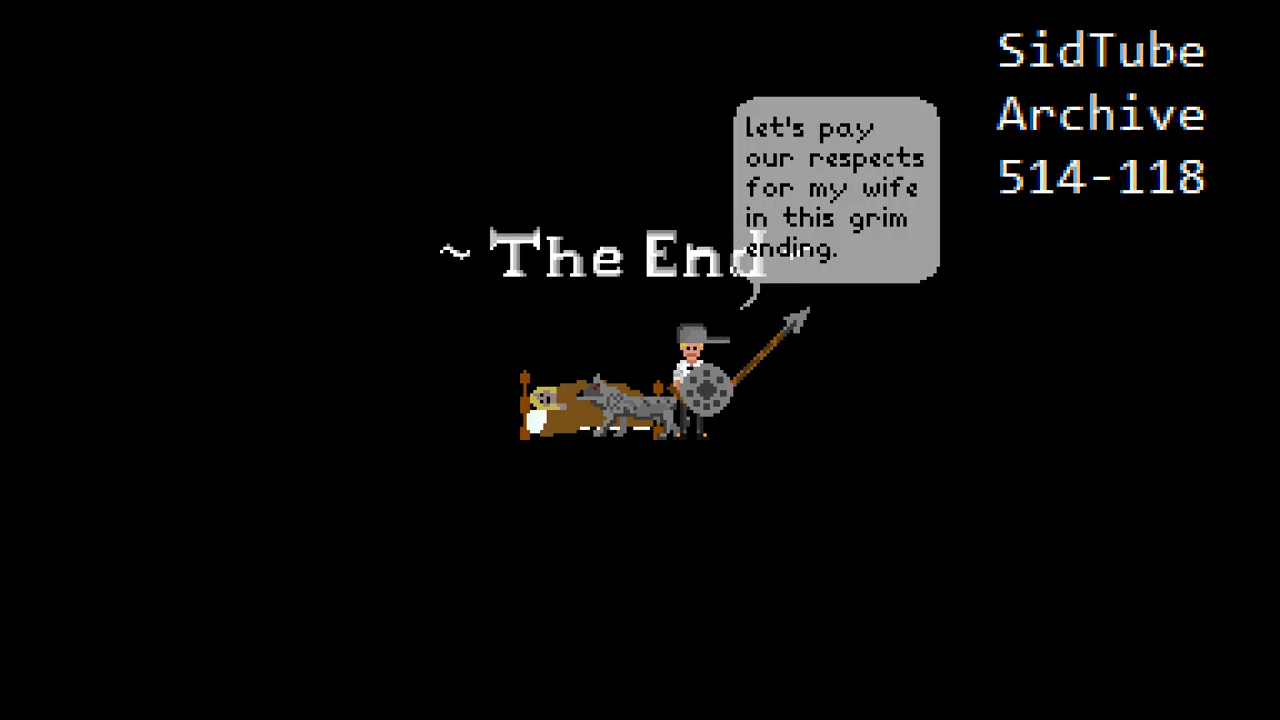 SidTube
Archive
514-118
let's pay
our respects
for my wife
in this grim
ending.
~ The End